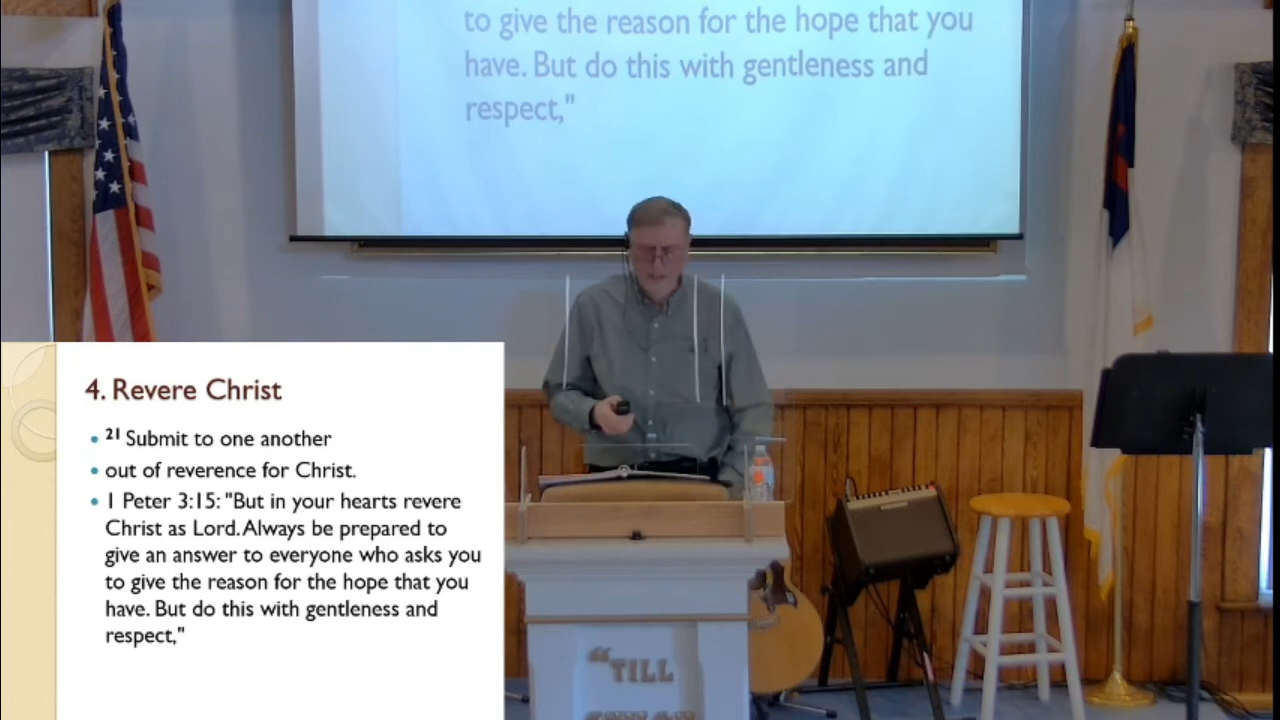 to give the reason for the hope that you
have. But do this with gentleness and
respect,"
4. Revere Christ
• ²¹ Submit to one another
• out of reverence for Christ.
• 1 Peter 3:15: "But in your hearts revere
Christ as Lord. Always be prepared to
give an answer to everyone who asks you
to give the reason for the hope that you
have. But do this with gentleness and
respect,"
"TILL